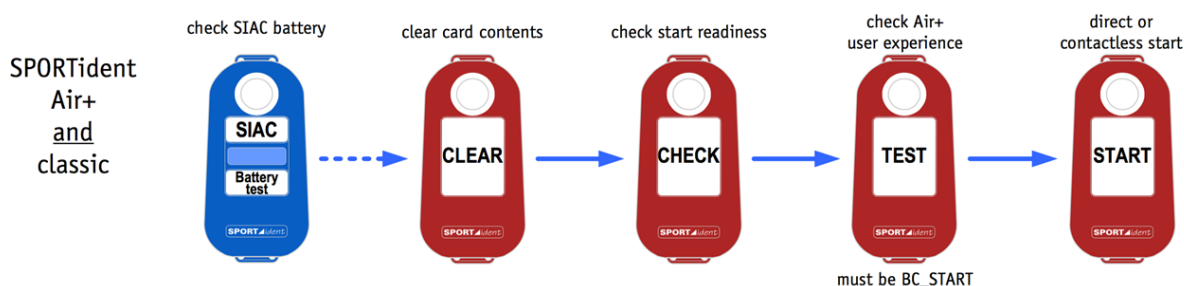 SPORTident
Air+
and
classic
check SIAC battery
SIAC
Battery
test
SPORTident
clear card contents
CLEAR
SPORTident
check start readiness
CHECK
SPORTident
check Air+
user experience
TEST
SPORTident
must be BC_START
direct or
contactless start
START
SPORTident